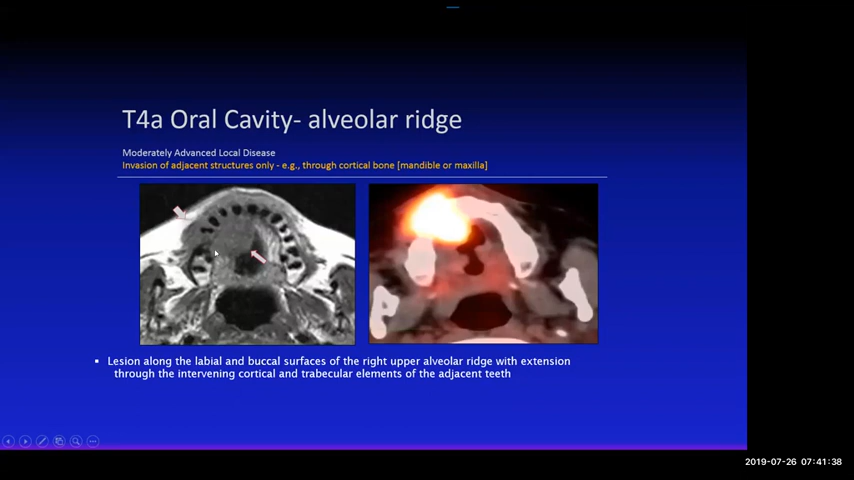 T4a Oral Cavity- alveolar ridge
Moderately Advanced Local Disease
Invasion of adjacent structures only - e.g., through cortical bone [mandible or maxilla]
▪ Lesion along the labial and buccal surfaces of the right upper alveolar ridge with extension
through the intervening cortical and trabecular elements of the adjacent teeth
2019-07-26 07:41:38